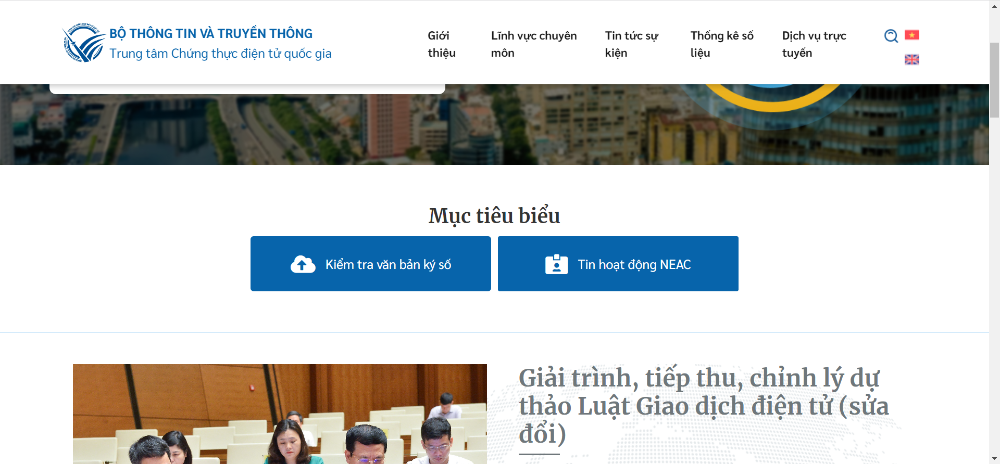 BỘ THÔNG TIN VÀ TRUYỀN THÔNG
Trung tâm Chứng thực điện tử quốc gia
Giới thiệu
Lĩnh vực chuyên môn
Tin tức sự kiện
Thống kê số liệu
Dịch vụ trực tuyến
Mục tiêu biểu
Kiểm tra văn bản ký số
Tin hoạt động NEAC
Giải trình, tiếp thu, chỉnh lý dự
thảo Luật Giao dịch điện tử (sửa
đổi)